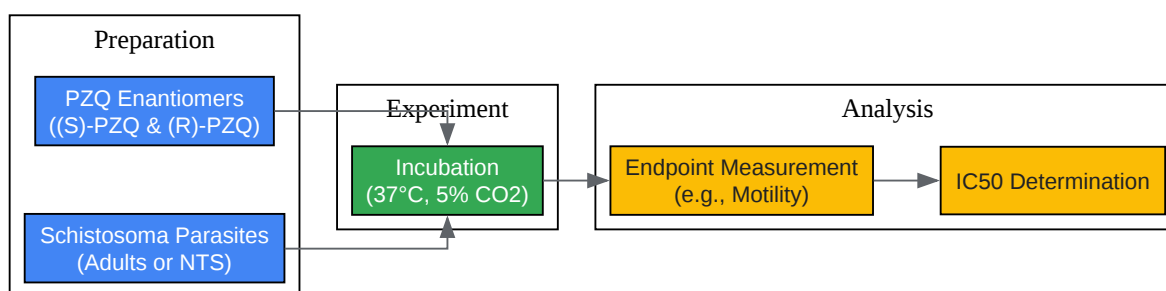 Preparation
PZQ Enantiomers
((S)-PZQ & (R)-PZQ)
Schistosoma Parasites
(Adults or NTS)
Experiment
Incubation
(37°C, 5% CO2)
Analysis
Endpoint Measurement
(e.g., Motility)
IC50 Determination